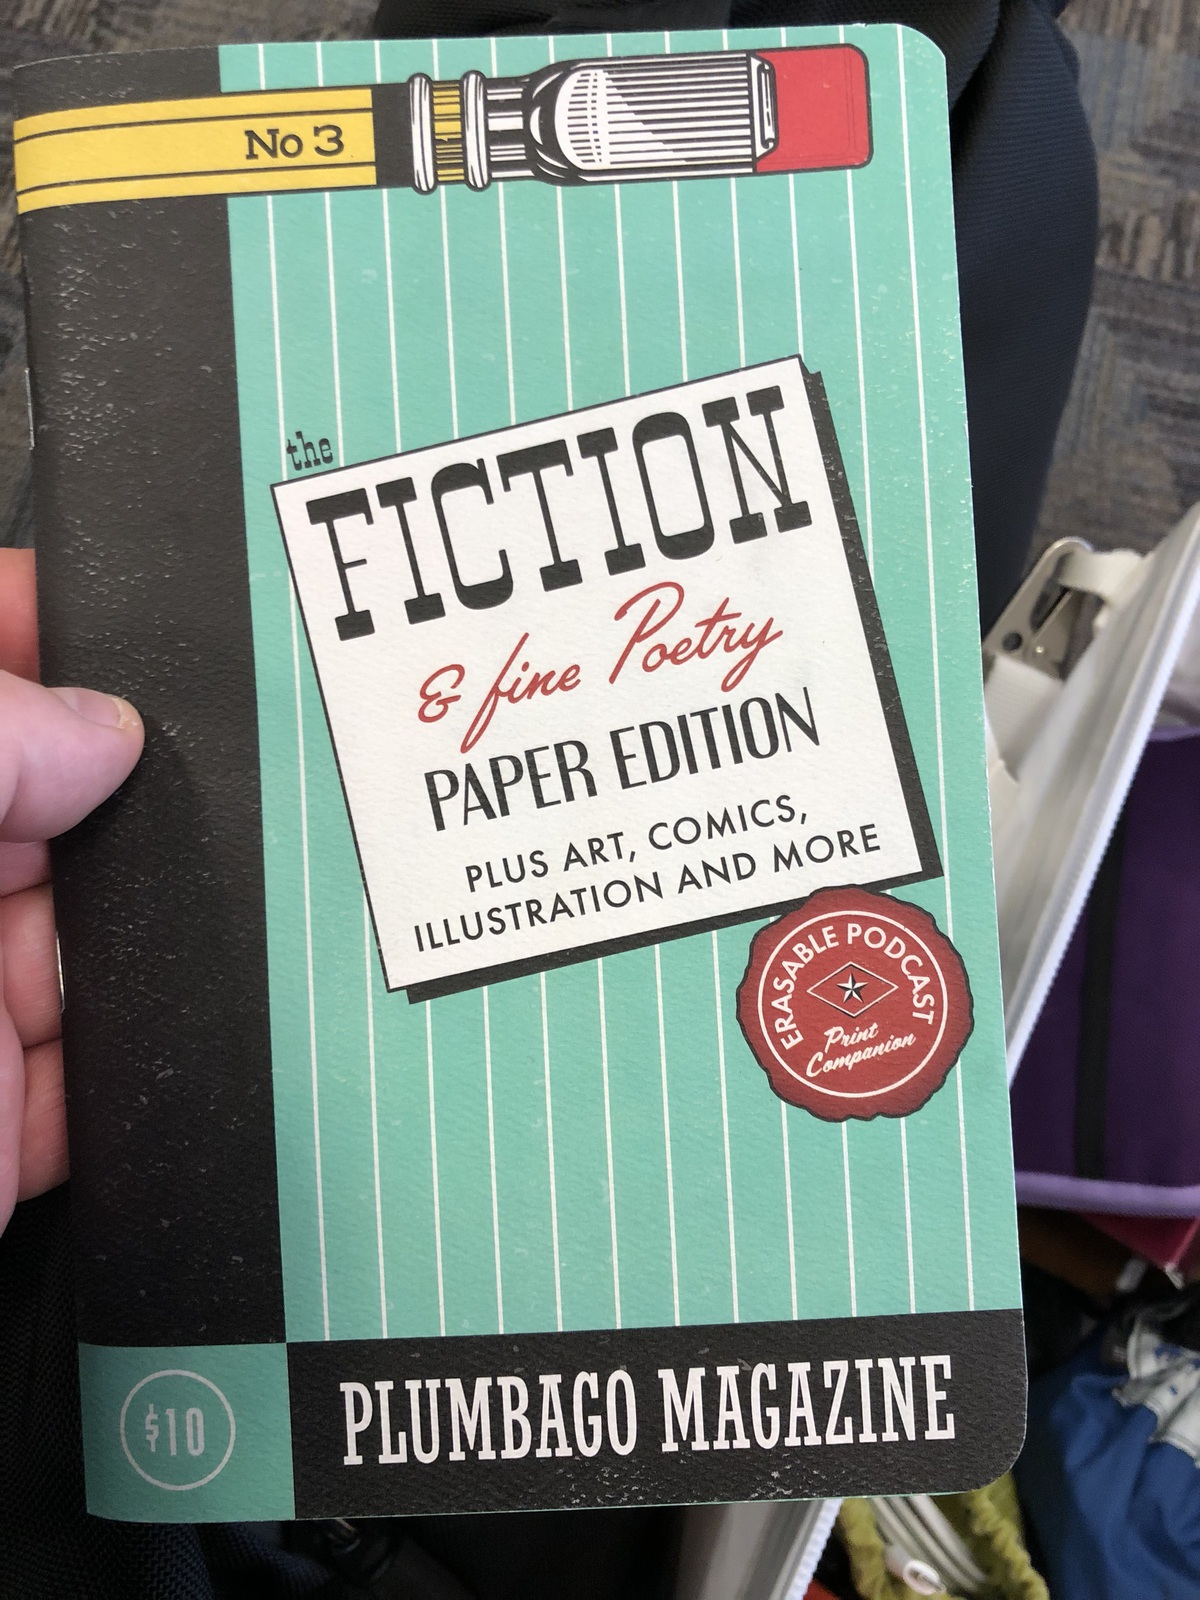 No 3
the
FICTION
& fine Poetry
PAPER EDITION
PLUS ART, COMICS,
ILLUSTRATION AND MORE
ERASABLE PODCAST
Print
Companion
$10
PLUMBAGO MAGAZINE